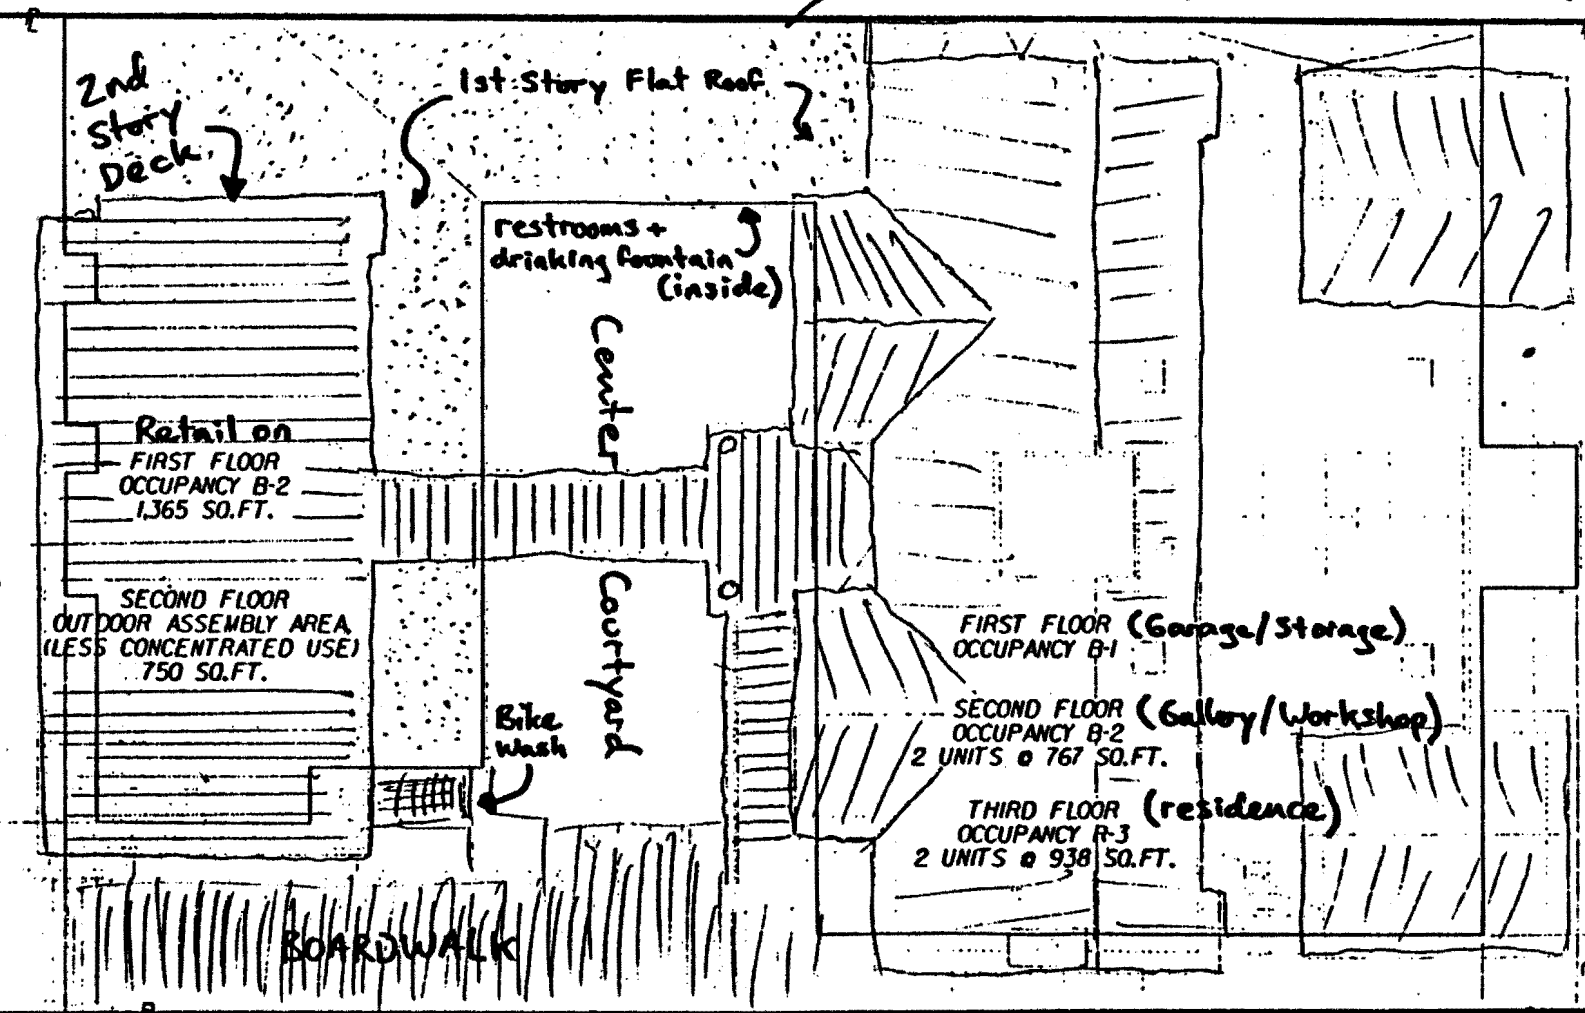 2nd
Story
Deck
1st Story Flat Roof
restrooms +
drinking fountain
(inside)
Center
Courtyard
Retail on
FIRST FLOOR
OCCUPANCY B-2
1,365 SQ.FT.
SECOND FLOOR
OUTDOOR ASSEMBLY AREA
(LESS CONCENTRATED USE)
750 SQ.FT.
Bike
Wash
BOARDWALK
FIRST FLOOR (Garage/Storage)
OCCUPANCY B-1
SECOND FLOOR (Gallery/Workshop)
OCCUPANCY B-2
2 UNITS @ 767 SQ.FT.
THIRD FLOOR (residence)
OCCUPANCY R-3
2 UNITS @ 938 SQ.FT.